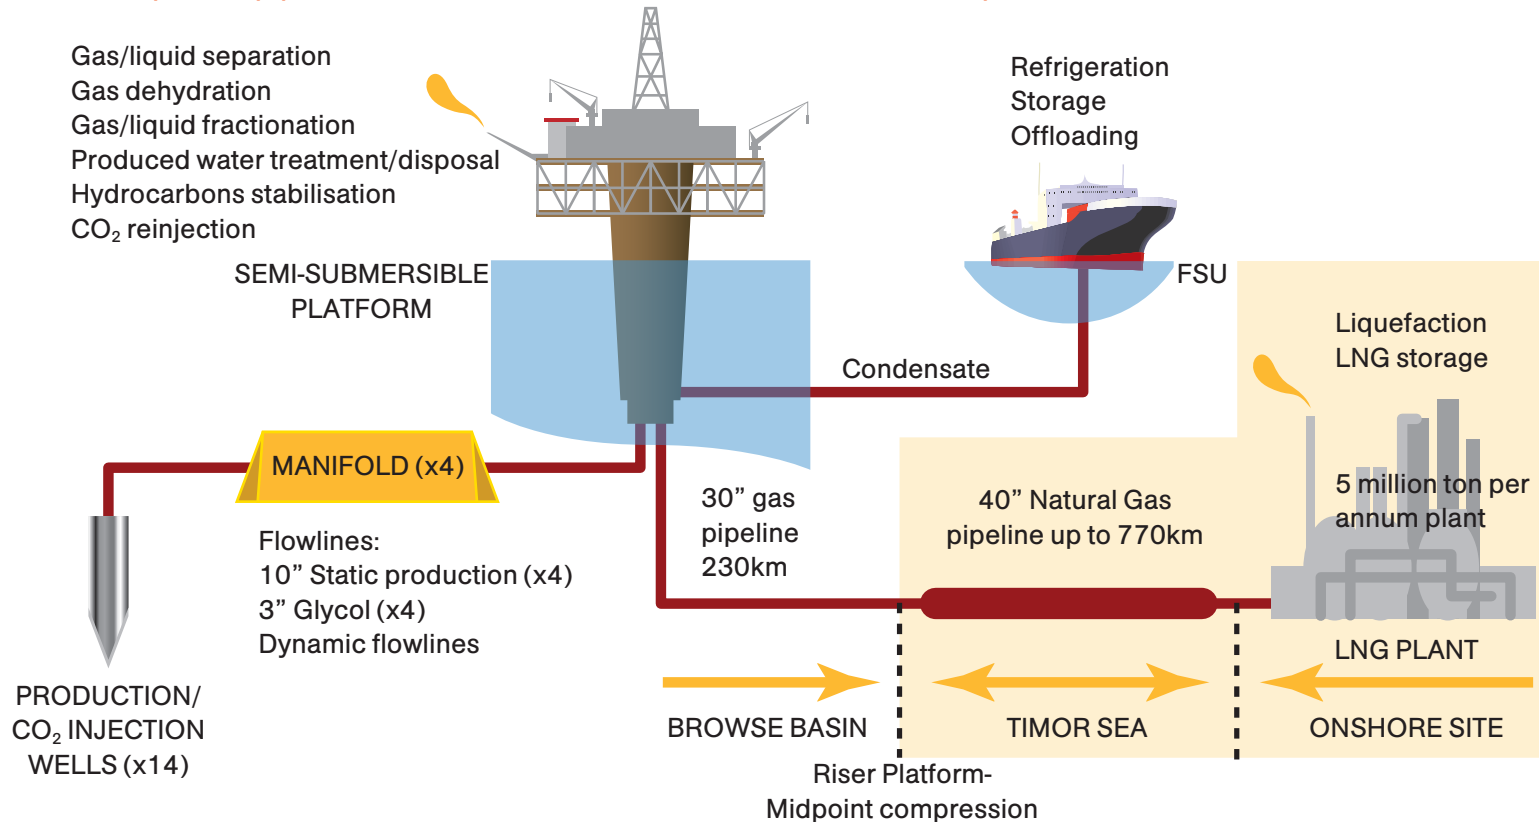 Gas/liquid separation
Gas dehydration
Gas/liquid fractionation
Produced water treatment/disposal
Hydrocarbons stabilisation
CO₂ reinjection
SEMI-SUBMERSIBLE
PLATFORM
Refrigeration
Storage
Offloading
FSU
Condensate
Liquefaction
LNG storage
5 million ton per
annum plant
LNG PLANT
MANIFOLD (x4)
Flowlines:
10” Static production (x4)
3” Glycol (x4)
Dynamic flowlines
30” gas
pipeline
230km
40” Natural Gas
pipeline up to 770km
PRODUCTION/
CO₂ INJECTION
WELLS (x14)
BROWSE BASIN
TIMOR SEA
ONSHORE SITE
Riser Platform-
Midpoint compression